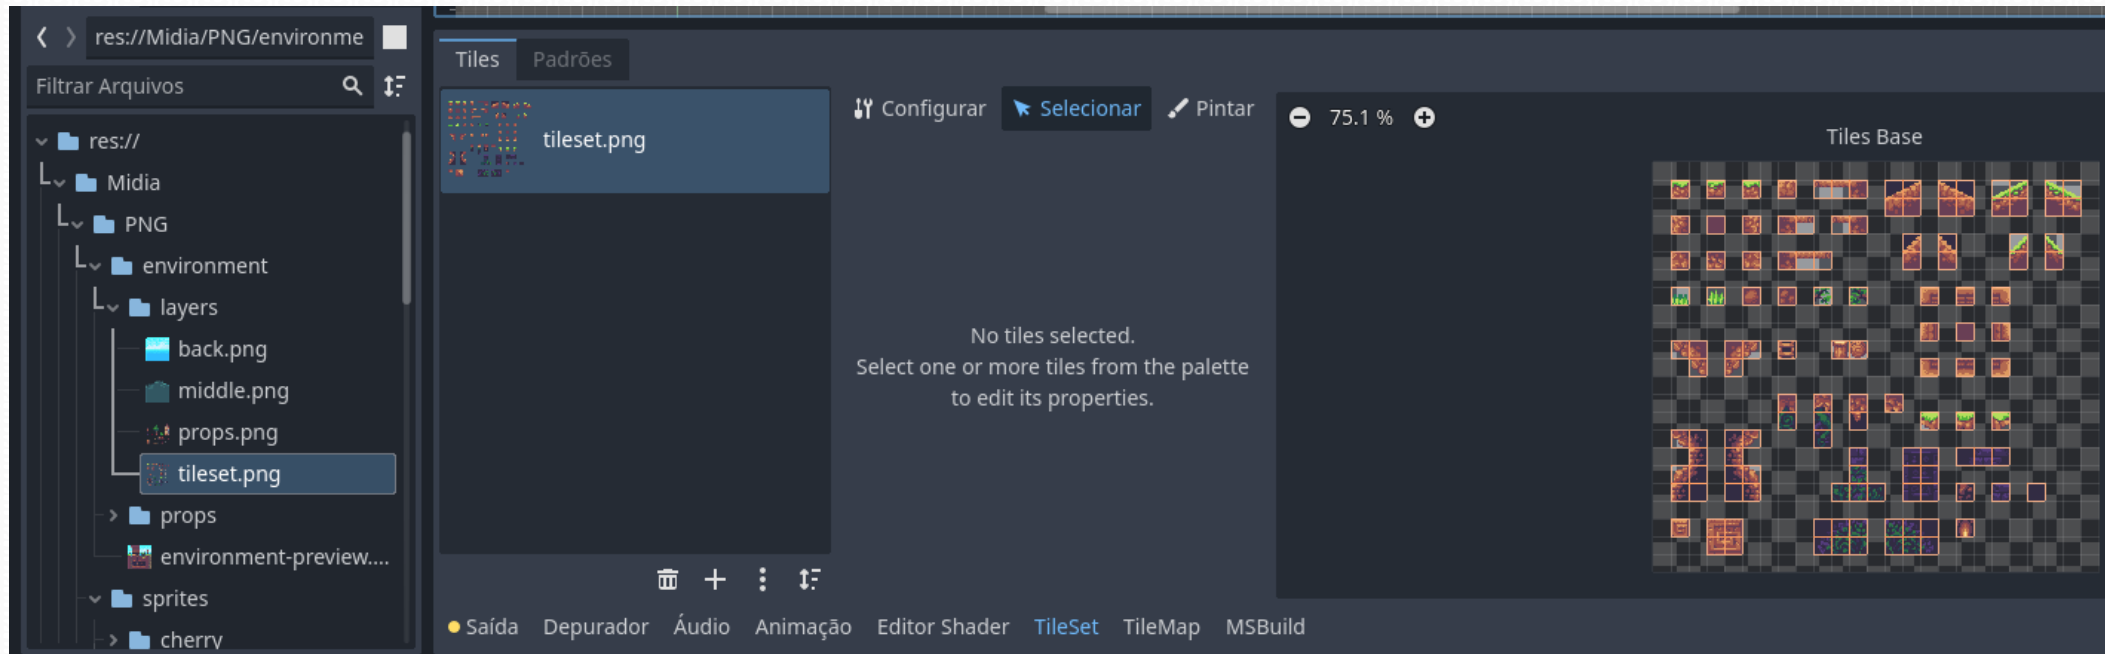 res://Midia/PNG/environme
Filtrar Arquivos
res://
Midia
PNG
environment
layers
back.png
middle.png
props.png
tileset.png
props
environment-preview....
sprites
cherry
Tiles
Padrões
tileset.png
Configurar
Selecionar
Pintar
No tiles selected.
Select one or more tiles from the palette
to edit its properties.
75.1 %
Tiles Base
Saída
Depurador
Áudio
Animação
Editor Shader
TileSet
TileMap
MSBuild